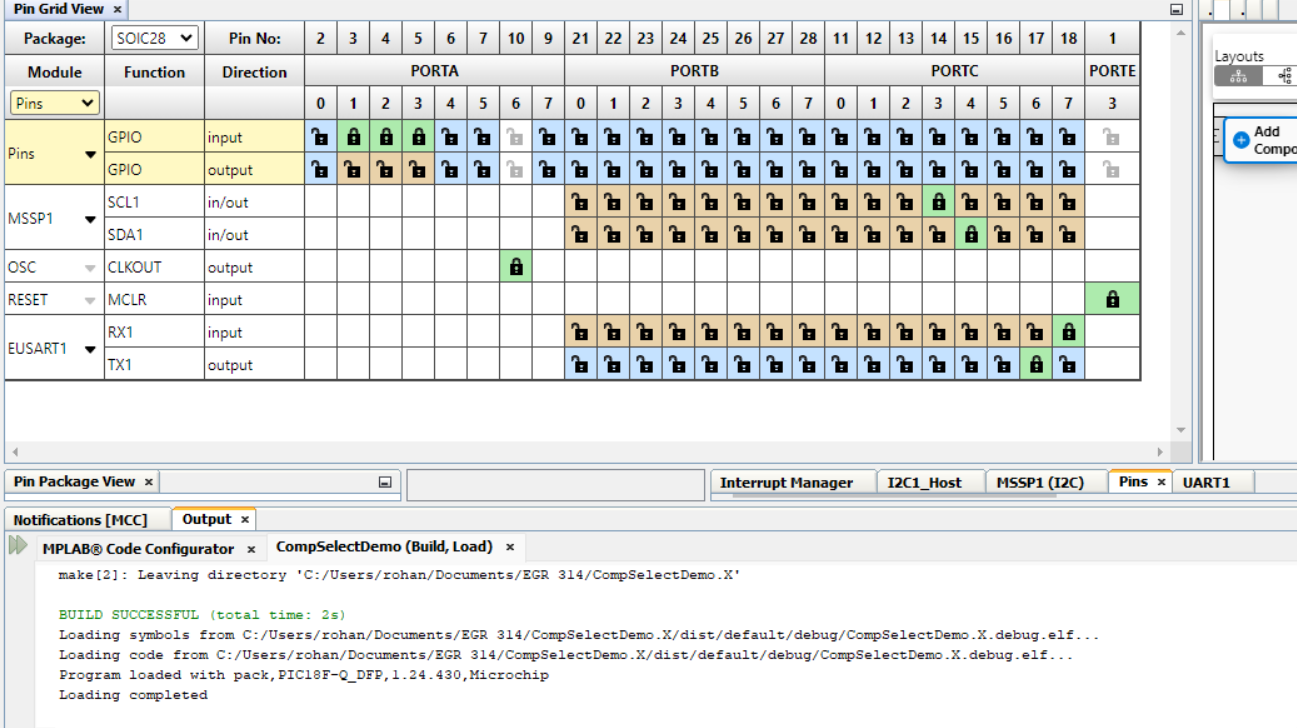 Pin Grid View ×
Package: SOIC28 Pin No: 2 3 4 5 6 7 10 9 21 22 23 24 25 26 27 28 11 12 13 14 15 16 17 18 1
Module Function Direction PORTA PORTB PORTC PORTE
Pins 0 1 2 3 4 5 6 7 0 1 2 3 4 5 6 7 0 1 2 3 4 5 6 7 3
Pins
GPIO input
GPIO output
MSSP1
SCL1 in/out
SDA1 in/out
OSC CLKOUT output
RESET MCLR input
EUSART1
RX1 input
TX1 output
Layouts
Add
Compo
Pin Package View ×
Interrupt Manager I2C1_Host MSSP1 (I2C) Pins × UART1
Notifications [MCC] Output ×
MPLAB® Code Configurator × CompSelectDemo (Build, Load) ×
make[2]: Leaving directory 'C:/Users/rohan/Documents/EGR 314/CompSelectDemo.X'
BUILD SUCCESSFUL (total time: 2s)
Loading symbols from C:/Users/rohan/Documents/EGR 314/CompSelectDemo.X/dist/default/debug/CompSelectDemo.X.debug.elf...
Loading code from C:/Users/rohan/Documents/EGR 314/CompSelectDemo.X/dist/default/debug/CompSelectDemo.X.debug.elf...
Program loaded with pack,PIC18F-Q_DFP,1.24.430,Microchip
Loading completed